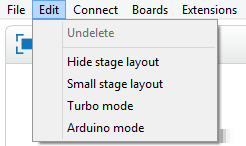 File Edit Connect Boards Extensions
Undelete
Hide stage layout
Small stage layout
Turbo mode
Arduino mode